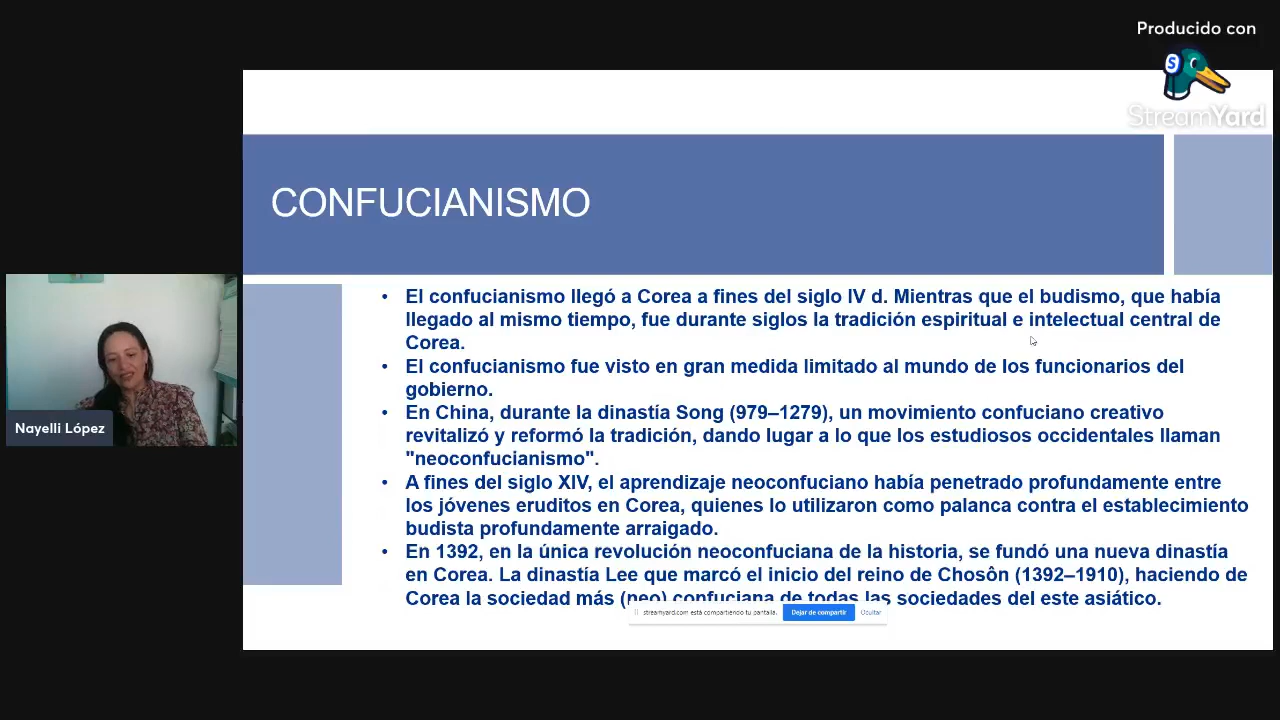 Producido con
StreamYard
CONFUCIANISMO
• El confucianismo llegó a Corea a fines del siglo IV d. Mientras que el budismo, que había
llegado al mismo tiempo, fue durante siglos la tradición espiritual e intelectual central de
Corea.
• El confucianismo fue visto en gran medida limitado al mundo de los funcionarios del
gobierno.
• En China, durante la dinastía Song (979–1279), un movimiento confuciano creativo
revitalizó y reformó la tradición, dando lugar a lo que los estudiosos occidentales llaman
"neoconfucianismo".
• A fines del siglo XIV, el aprendizaje neoconfuciano había penetrado profundamente entre
los jóvenes eruditos en Corea, quienes lo utilizaron como palanca contra el establecimiento
budista profundamente arraigado.
• En 1392, en la única revolución neoconfuciana de la historia, se fundó una nueva dinastía
en Corea. La dinastía Lee que marcó el inicio del reino de Chosôn (1392–1910), haciendo de
Corea la sociedad más (neo) confuciana de todas las sociedades del este asiático.
streamyard.com está compartiendo tu pantalla. Dejar de compartir Ocultar
Nayelli López